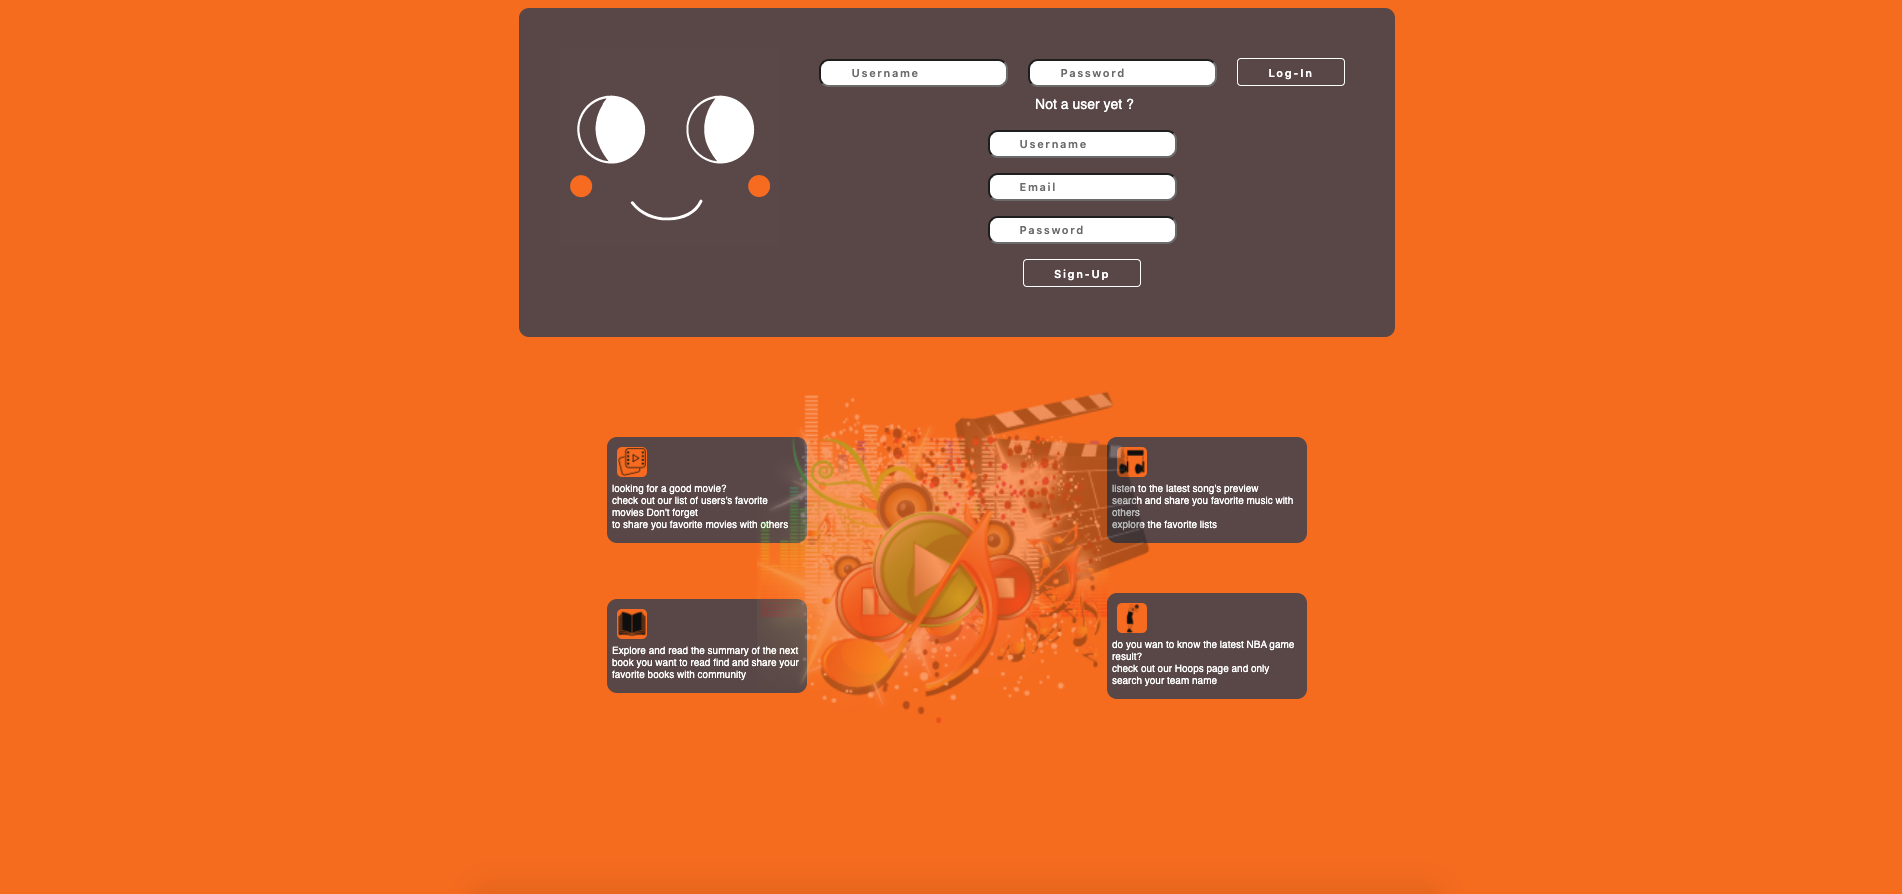 Username
Password
Log-In
Not a user yet ?
Username
Email
Password
Sign-Up
looking for a good movie?
check out our list of users's favorite
movies Don't forget
to share you favorite movies with others
listen to the latest song's preview
search and share you favorite music with
others
explore the favorite lists
Explore and read the summary of the next
book you want to read find and share your
favorite books with community
do you wan to know the latest NBA game
result?
check out our Hoops page and only
search your team name